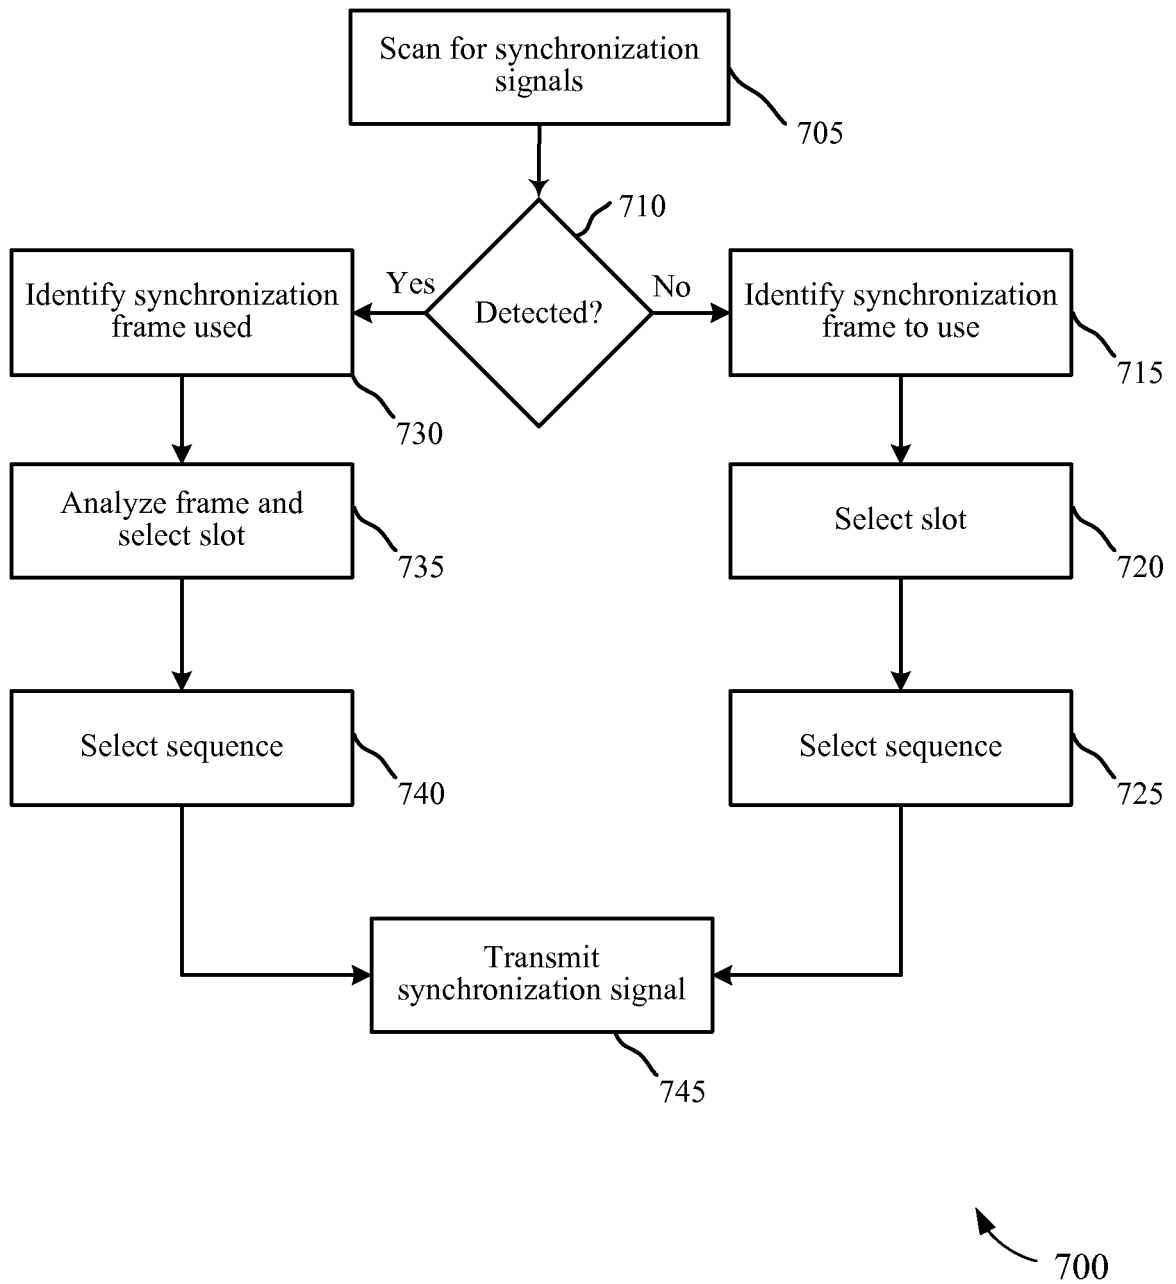 Scan for synchronization
signals
705
710
Yes
Detected?
No
Identify synchronization
frame used
730
Identify synchronization
frame to use
715
Analyze frame and
select slot
735
Select slot
720
Select sequence
740
Select sequence
725
Transmit
synchronization signal
745
700